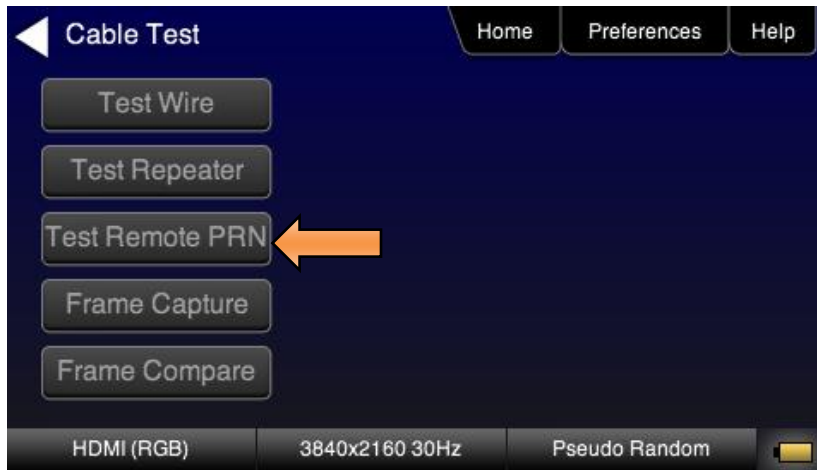 Cable Test
Home
Preferences
Help
Test Wire
Test Repeater
Test Remote PRN
Frame Capture
Frame Compare
HDMI (RGB)
3840x2160 30Hz
Pseudo Random